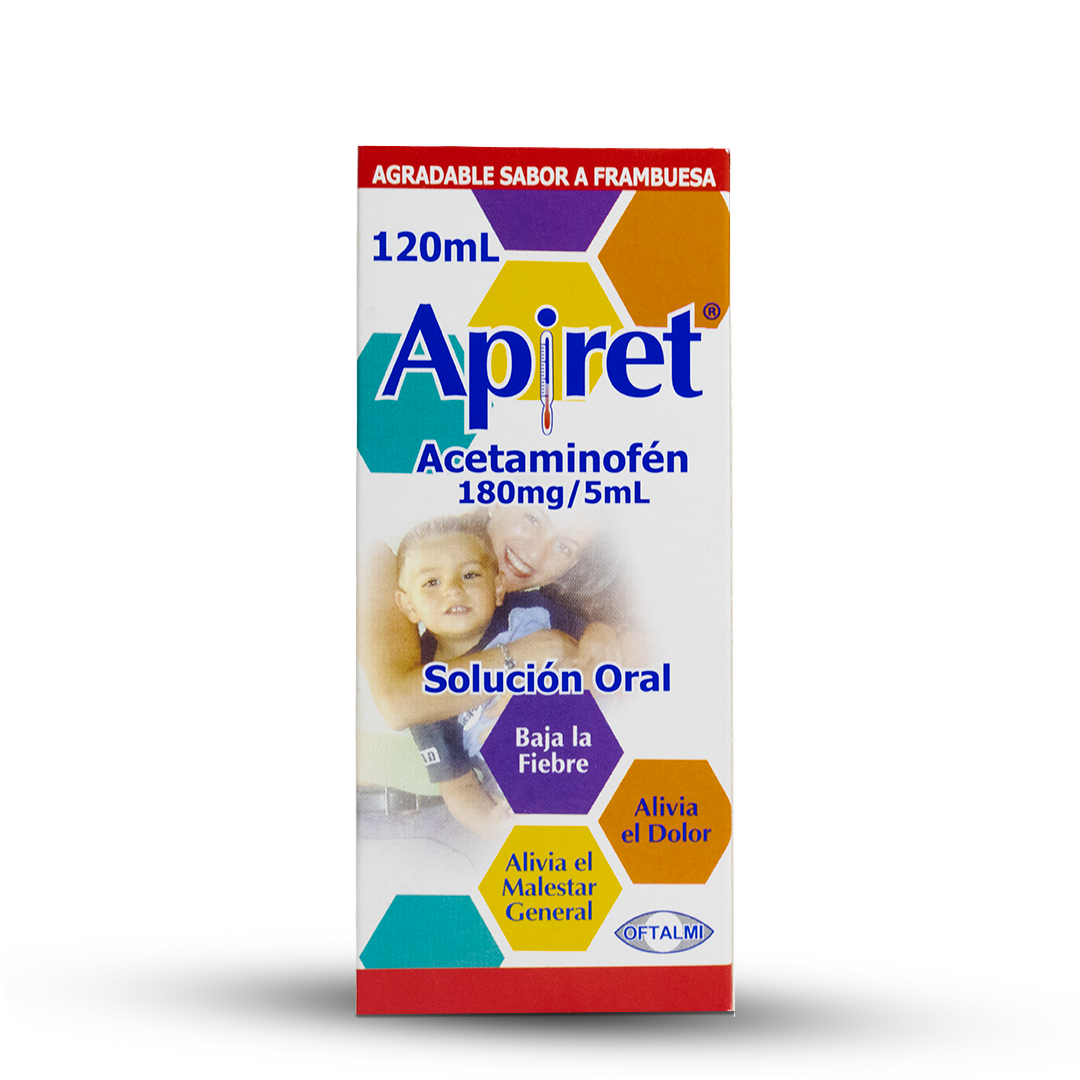 AGRADABLE SABOR A FRAMBUESA
120mL
Apiret®
Acetaminofén
180mg/5mL
Solución Oral
Baja la
Fiebre
Alivia
el Dolor
Alivia el
Malestar
General
OFTALMI